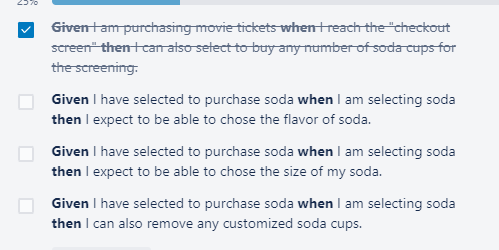 25%
Given I am purchasing movie tickets when I reach the "checkout
screen" then I can also select to buy any number of soda cups for
the screening.
Given I have selected to purchase soda when I am selecting soda
then I expect to be able to chose the flavor of soda.
Given I have selected to purchase soda when I am selecting soda
then I expect to be able to chose the size of my soda.
Given I have selected to purchase soda when I am selecting soda
then I can also remove any customized soda cups.